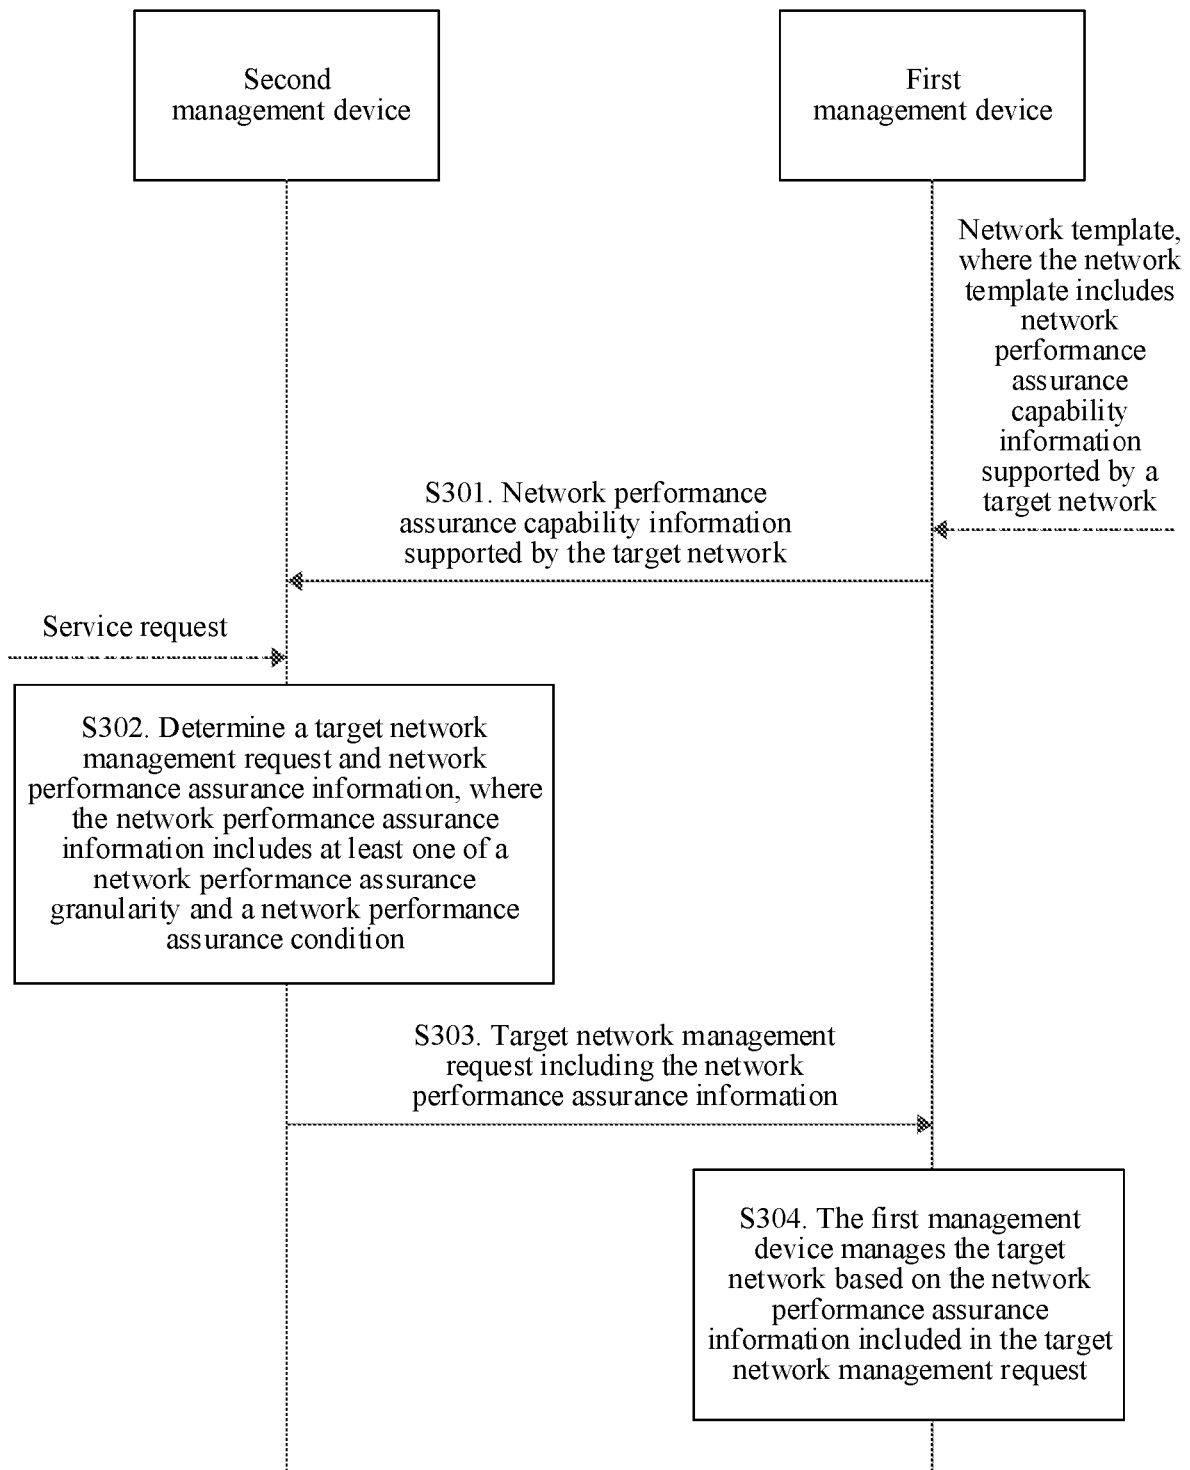 Second
management device
First
management device
Network template,
where the network
template includes
network
performance
assurance
capability
information
supported by a
target network
S301. Network performance
assurance capability information
supported by the target network
Service request
S302. Determine a target network
management request and network
performance assurance information, where
the network performance assurance
information includes at least one of a
network performance assurance
granularity and a network performance
assurance condition
S303. Target network management
request including the network
performance assurance information
S304. The first management
device manages the target
network based on the network
performance assurance
information included in the target
network management request